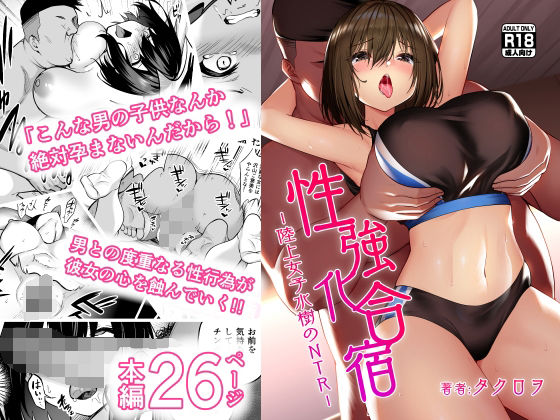 「こんな男の子供なんか
絶対孕まないんだから!」
男との度重なる性行為が
彼女の心を蝕んでいく!!
お前を
本編26ページ
ADULT ONLY
R18
成人向け
性強化合宿
-陸上女子水樹のNTR-
著者:タクロヲ